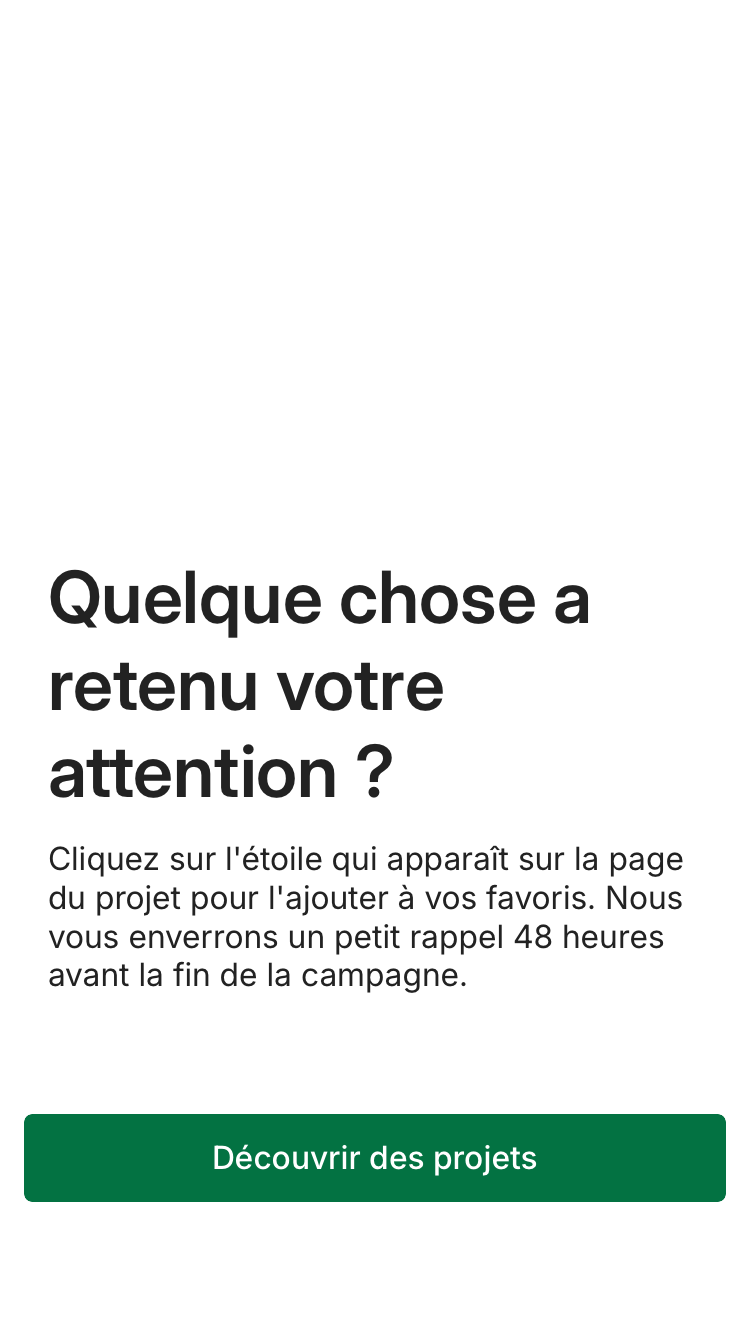 Quelque chose a
retenu votre
attention ?
Cliquez sur l'étoile qui apparaît sur la page
du projet pour l'ajouter à vos favoris. Nous
vous enverrons un petit rappel 48 heures
avant la fin de la campagne.
Découvrir des projets